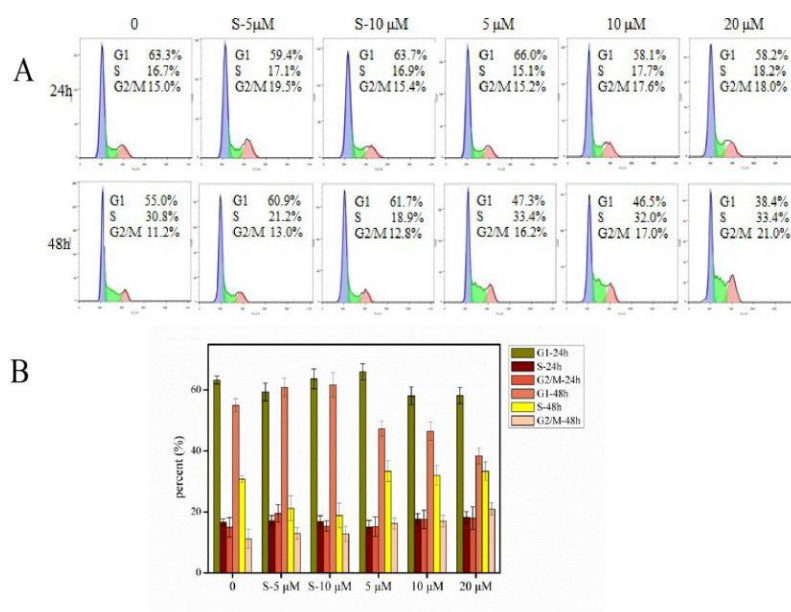 0 S-5μM S-10 μM 5 μM 10 μM 20 μM
A
24h
G1 63.3%
S 16.7%
G2/M 15.0%
G1 59.4%
S 17.1%
G2/M 19.5%
G1 63.7%
S 16.9%
G2/M 15.4%
G1 66.0%
S 15.1%
G2/M 15.2%
G1 58.1%
S 17.7%
G2/M 17.6%
G1 58.2%
S 18.2%
G2/M 18.0%
48h
G1 55.0%
S 30.8%
G2/M 11.2%
G1 60.9%
S 21.2%
G2/M 13.0%
G1 61.7%
S 18.9%
G2/M 12.8%
G1 47.3%
S 33.4%
G2/M 16.2%
G1 46.5%
S 32.0%
G2/M 17.0%
G1 38.4%
S 33.4%
G2/M 21.0%
B
percent (%)
60
40
20
0
0 S-5 μM S-10 μM 5 μM 10 μM 20 μM
G1-24h
S-24h
G2/M-24h
G1-48h
S-48h
G2/M-48h